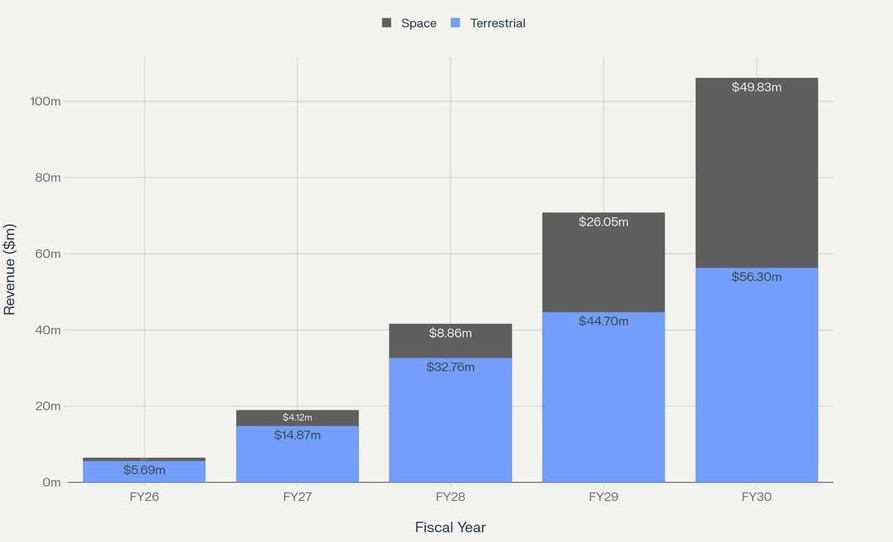 Space Terrestrial
Revenue ($m)
100m
80m
60m
40m
20m
0m
$5.69m
$4.12m
$14.87m
$8.86m
$32.76m
$26.05m
$44.70m
$49.83m
$56.30m
FY26 FY27 FY28 FY29 FY30
Fiscal Year